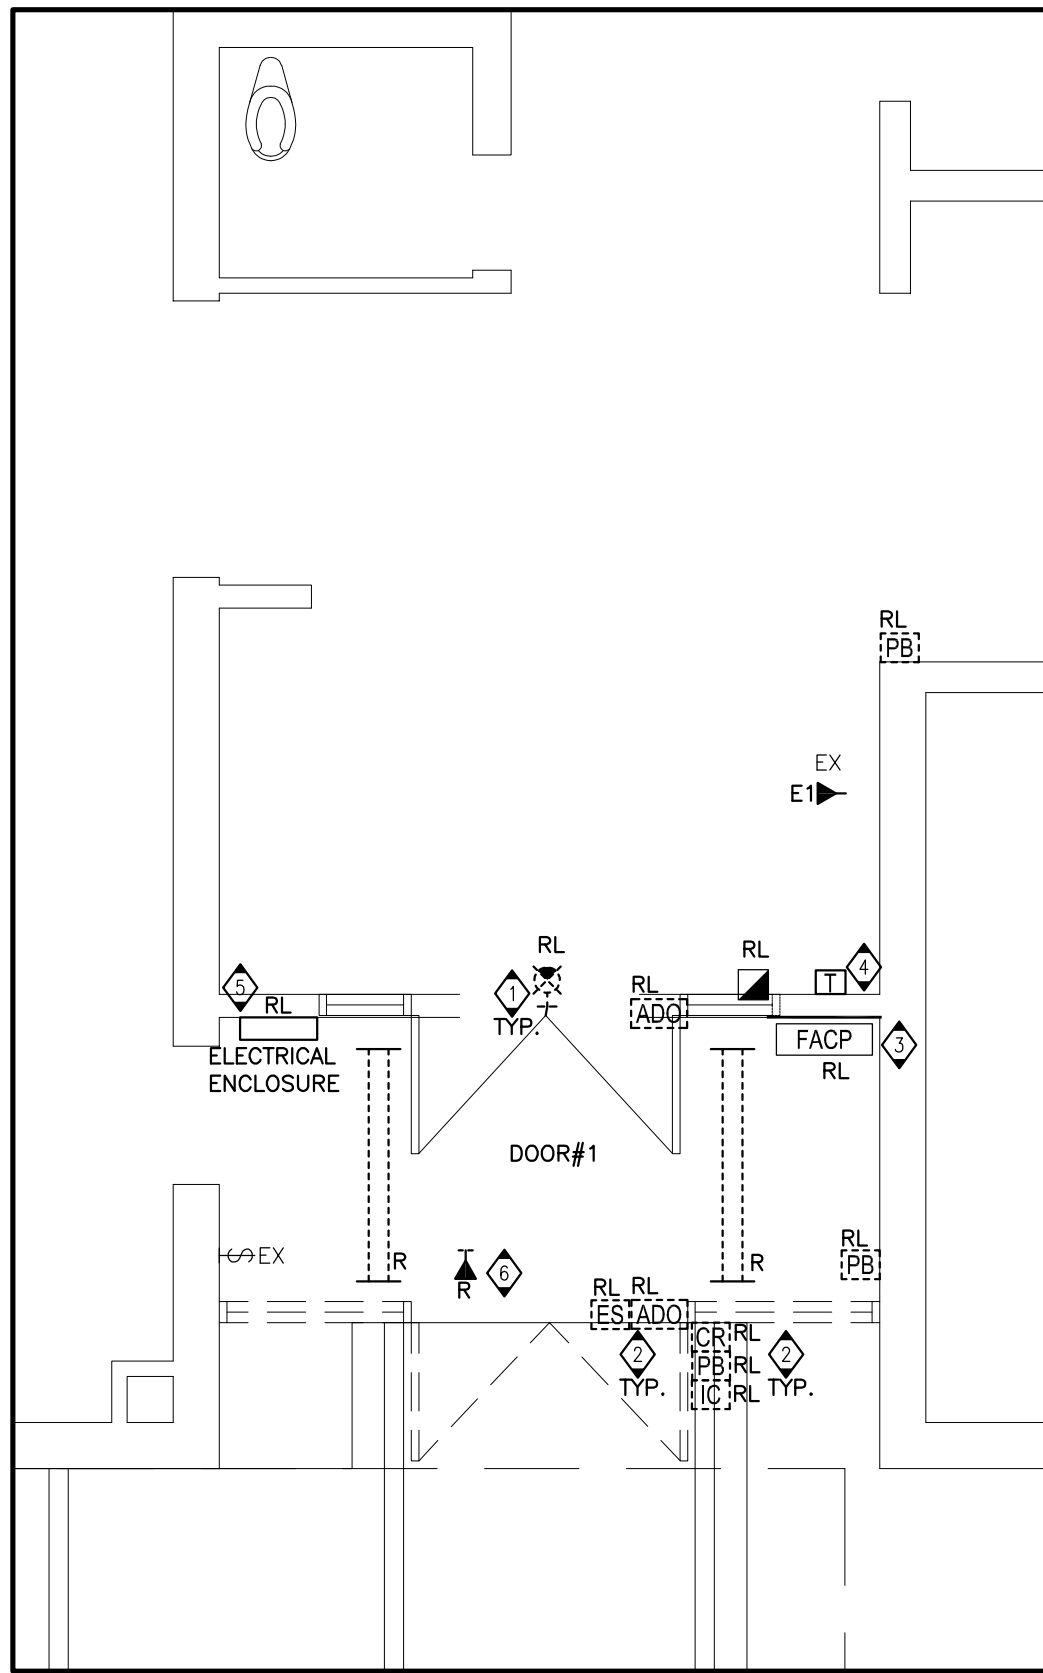 RL
PB
EX
E1
RL
RL
RL
4
T
5
RL
1
TYP.
ADO
FACP
3
RL
ELECTRICAL
ENCLOSURE
DOOR#1
RL
PB
S EX
R
R
6
R
RL
RL
ES
ADO
CR RL
2
PB RL
2
TYP.
IC RL
TYP.